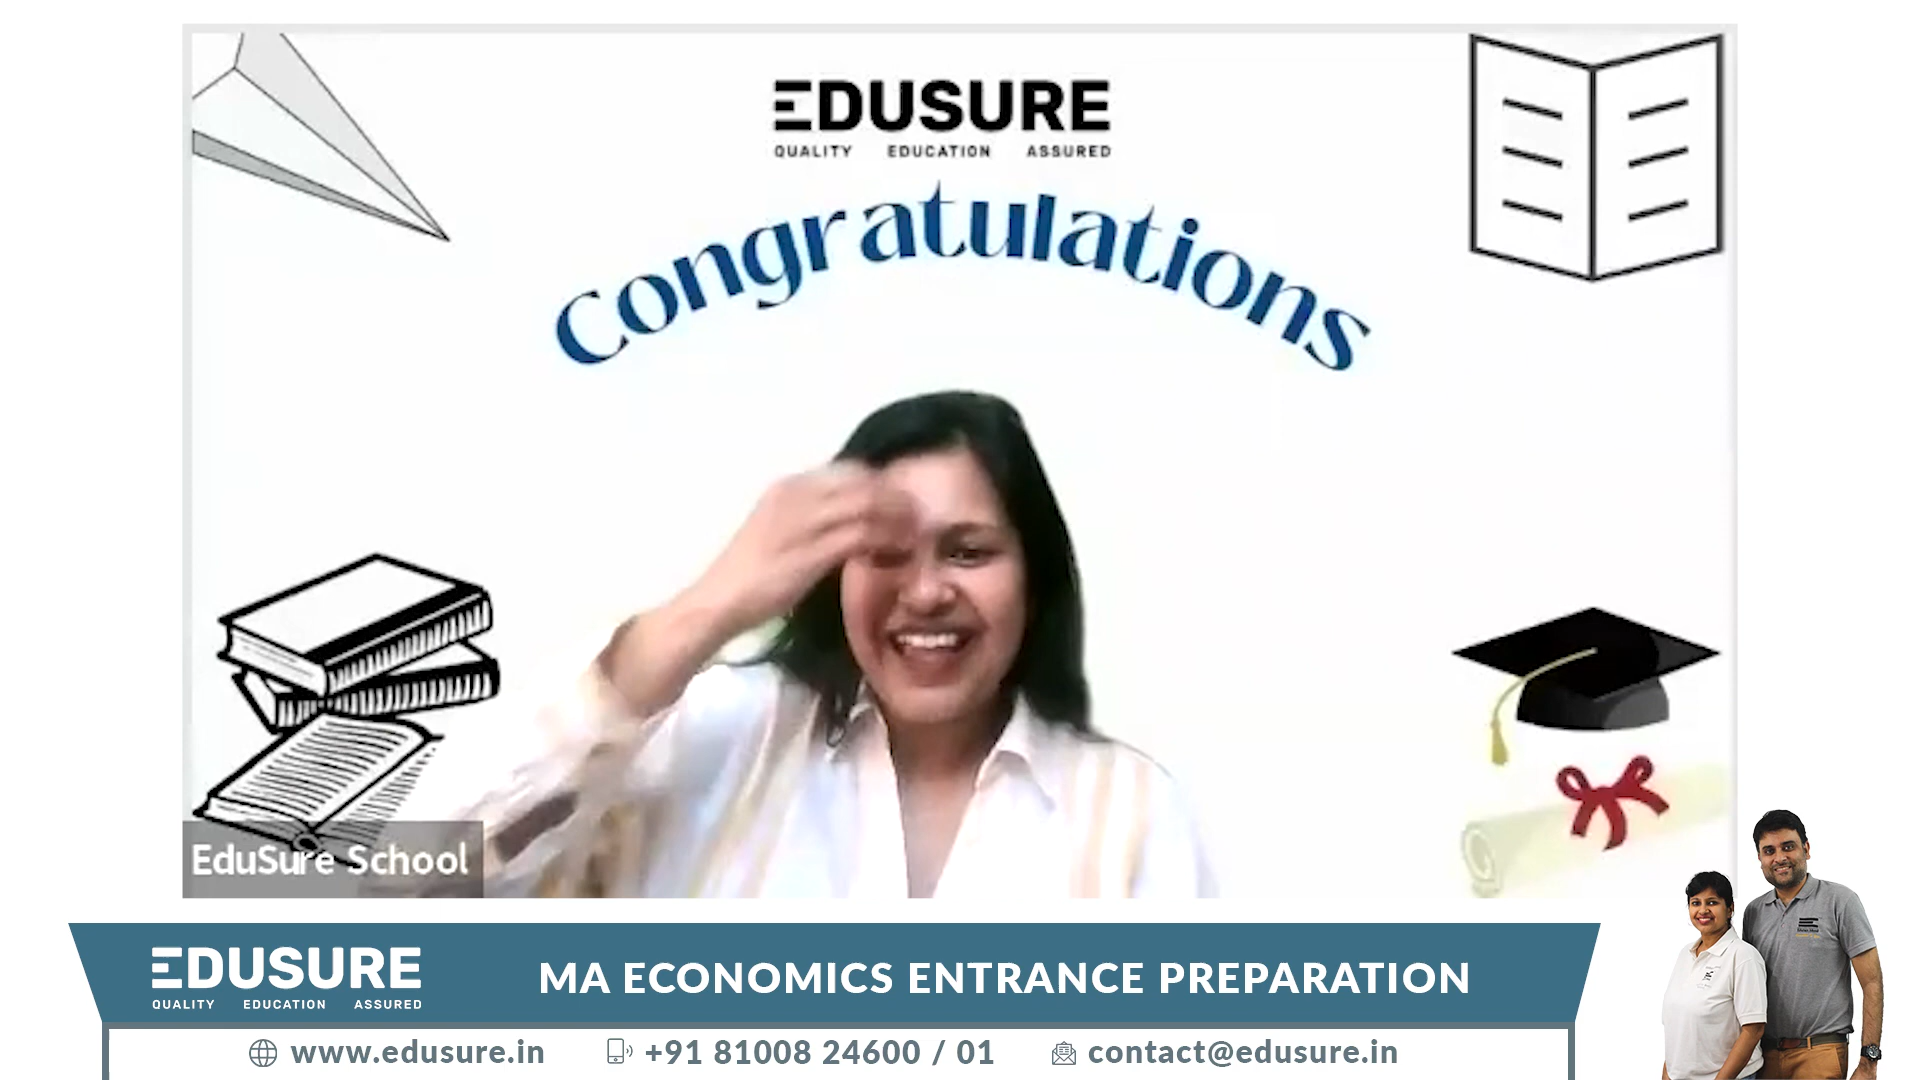 EDUSURE
QUALITY EDUCATION ASSURED
Congratulations
EduSure School
EDUSURE
QUALITY EDUCATION ASSURED
MA ECONOMICS ENTRANCE PREPARATION
www.edusure.in
+91 81008 24600 / 01
contact@edusure.in